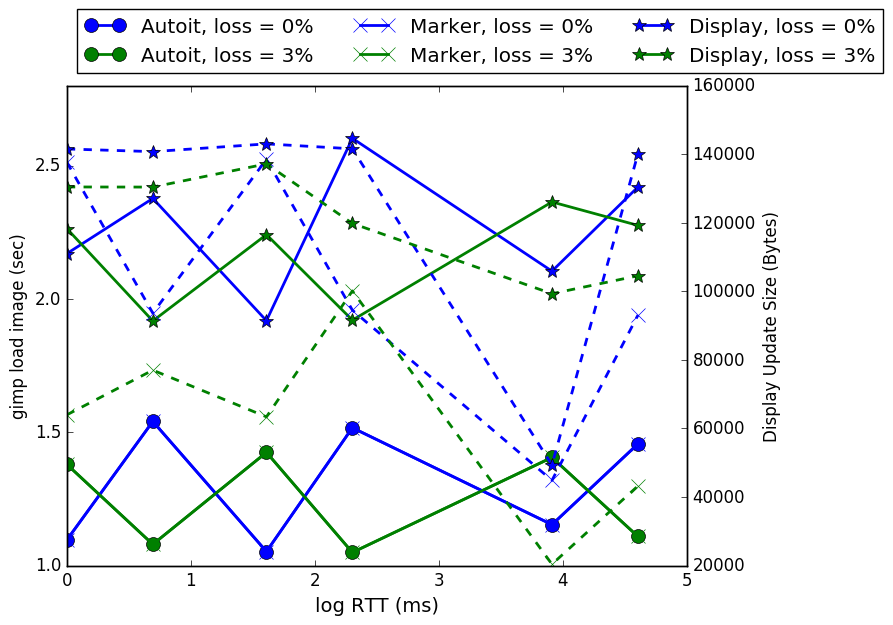 Autoit, loss = 0% Marker, loss = 0% Display, loss = 0%
Autoit, loss = 3% Marker, loss = 3% Display, loss = 3%
gimp load image (sec)
2.5
2.0
1.5
1.0
0 1 2 3 4 5
log RTT (ms)
160000
140000
120000
100000
80000
60000
40000
20000
Display Update Size (Bytes)